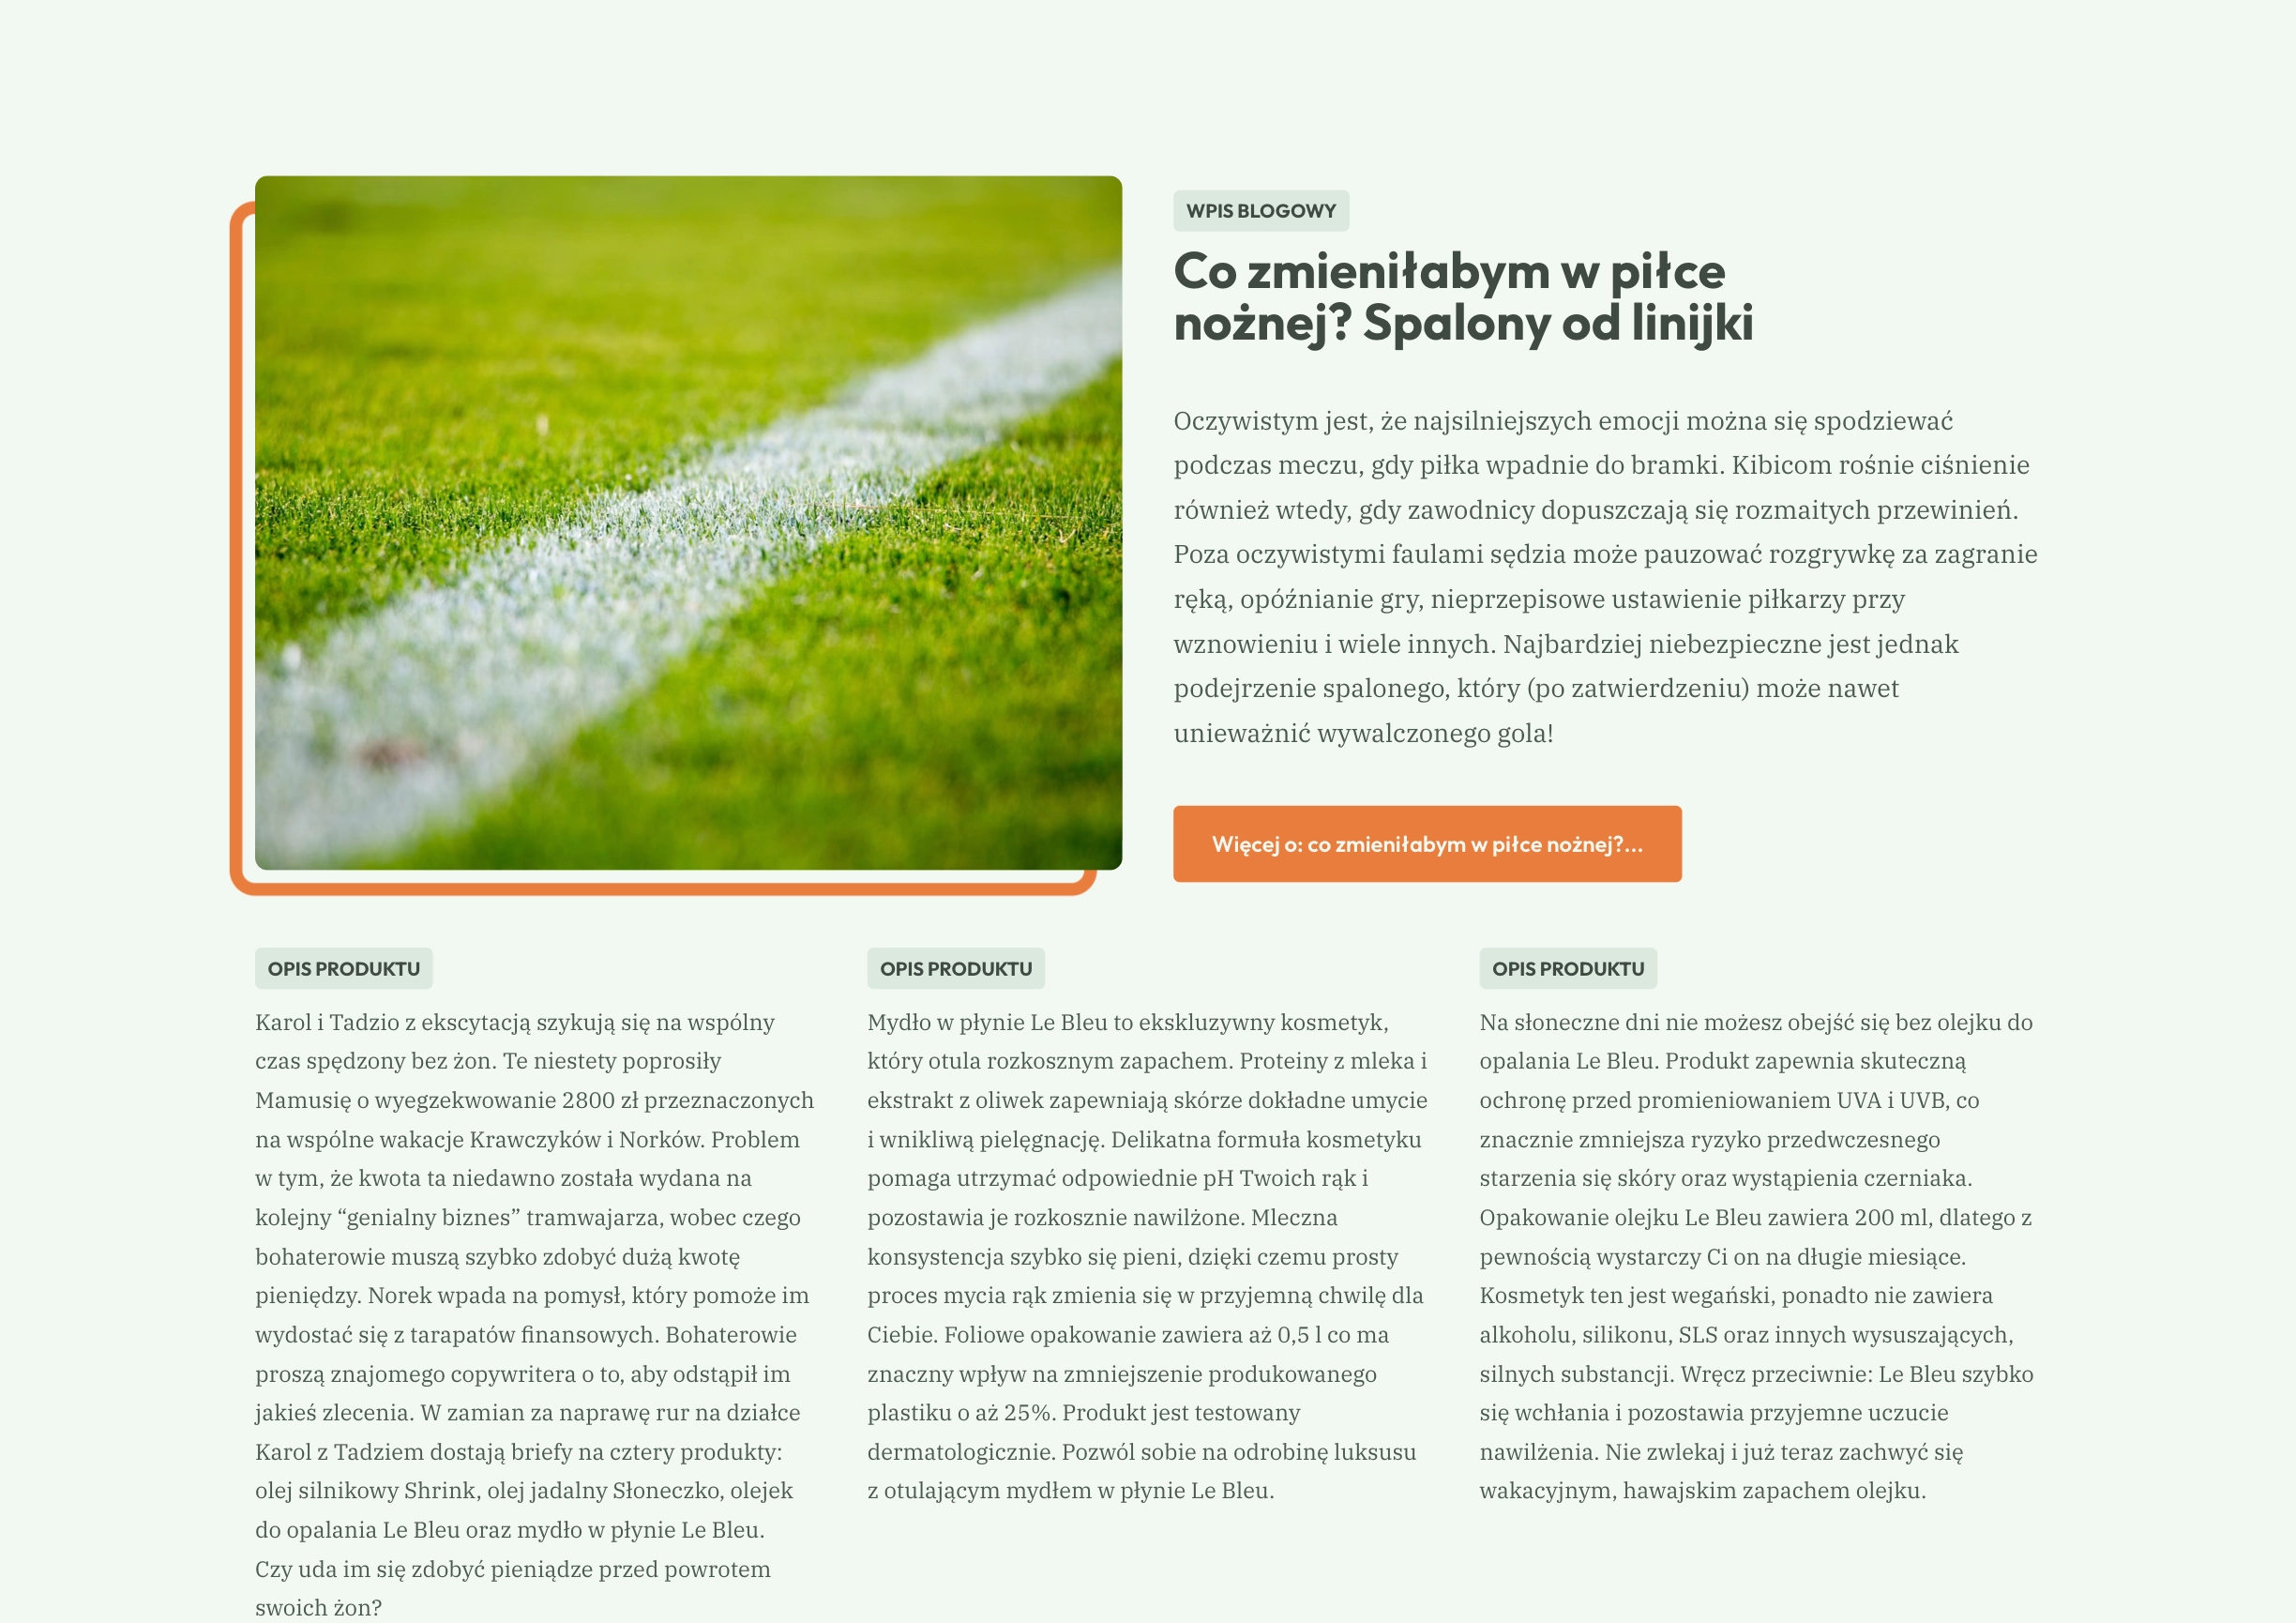 WPIS BLOGOWY
Co zmieniłabym w piłce
nożnej? Spalony od linijki
Oczywistym jest, że najsilniejszych emocji można się spodziewać
podczas meczu, gdy piłka wpadnie do bramki. Kibicom rośnie ciśnienie
również wtedy, gdy zawodnicy dopuszczają się rozmaitych przewinień.
Poza oczywistymi faulami sędzia może pauzować rozgrywkę za zagranie
ręką, opóźnianie gry, nieprzepisowe ustawienie piłkarzy przy
wznowieniu i wiele innych. Najbardziej niebezpieczne jest jednak
podejrzenie spalonego, który (po zatwierdzeniu) może nawet
unieważnić wywalczonego gola!
Więcej o: co zmieniłabym w piłce nożnej?...
OPIS PRODUKTU
Karol i Tadzio z ekscytacją szykują się na wspólny
czas spędzony bez żon. Te niestety poprosiły
Mamusię o wyegzekwowanie 2800 zł przeznaczonych
na wspólne wakacje Krawczyków i Norków. Problem
w tym, że kwota ta niedawno została wydana na
kolejny “genialny biznes” tramwajarza, wobec czego
bohaterowie muszą szybko zdobyć dużą kwotę
pieniędzy. Norek wpada na pomysł, który pomoże im
wydostać się z tarapatów finansowych. Bohaterowie
proszą znajomego copywritera o to, aby odstąpił im
jakieś zlecenia. W zamian za naprawę rur na działce
Karol z Tadziem dostają briefy na cztery produkty:
olej silnikowy Shrink, olej jadalny Słoneczko, olejek
do opalania Le Bleu oraz mydło w płynie Le Bleu.
Czy uda im się zdobyć pieniądze przed powrotem
swoich żon?
OPIS PRODUKTU
Mydło w płynie Le Bleu to ekskluzywny kosmetyk,
który otula rozkosznym zapachem. Proteiny z mleka i
ekstrakt z oliwek zapewniają skórze dokładne umycie
i wnikliwą pielęgnację. Delikatna formuła kosmetyku
pomaga utrzymać odpowiednie pH Twoich rąk i
pozostawia je rozkosznie nawilżone. Mleczna
konsystencja szybko się pieni, dzięki czemu prosty
proces mycia rąk zmienia się w przyjemną chwilę dla
Ciebie. Foliowe opakowanie zawiera aż 0,5 l co ma
znaczny wpływ na zmniejszenie produkowanego
plastiku o aż 25%. Produkt jest testowany
dermatologicznie. Pozwól sobie na odrobinę luksusu
z otulającym mydłem w płynie Le Bleu.
OPIS PRODUKTU
Na słoneczne dni nie możesz obejść się bez olejku do
opalania Le Bleu. Produkt zapewnia skuteczną
ochronę przed promieniowaniem UVA i UVB, co
znacznie zmniejsza ryzyko przedwczesnego
starzenia się skóry oraz wystąpienia czerniaka.
Opakowanie olejku Le Bleu zawiera 200 ml, dlatego z
pewnością wystarczy Ci on na długie miesiące.
Kosmetyk ten jest wegański, ponadto nie zawiera
alkoholu, silikonu, SLS oraz innych wysuszających,
silnych substancji. Wręcz przeciwnie: Le Bleu szybko
się wchłania i pozostawia przyjemne uczucie
nawilżenia. Nie zwlekaj i już teraz zachwyć się
wakacyjnym, hawajskim zapachem olejku.